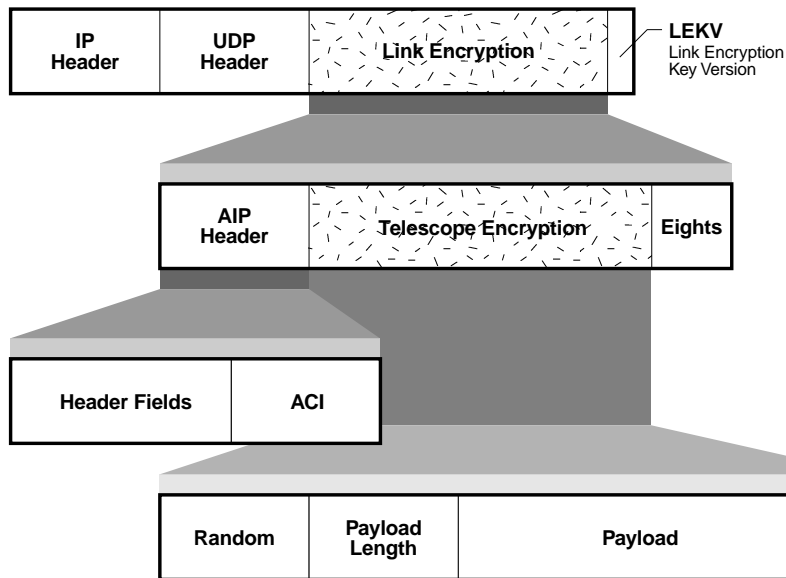 IP
Header
UDP
Header
Link Encryption
LEKV
Link Encryption
Key Version
AIP
Header
Telescope Encryption
Eights
Header Fields
ACI
Random
Payload
Length
Payload